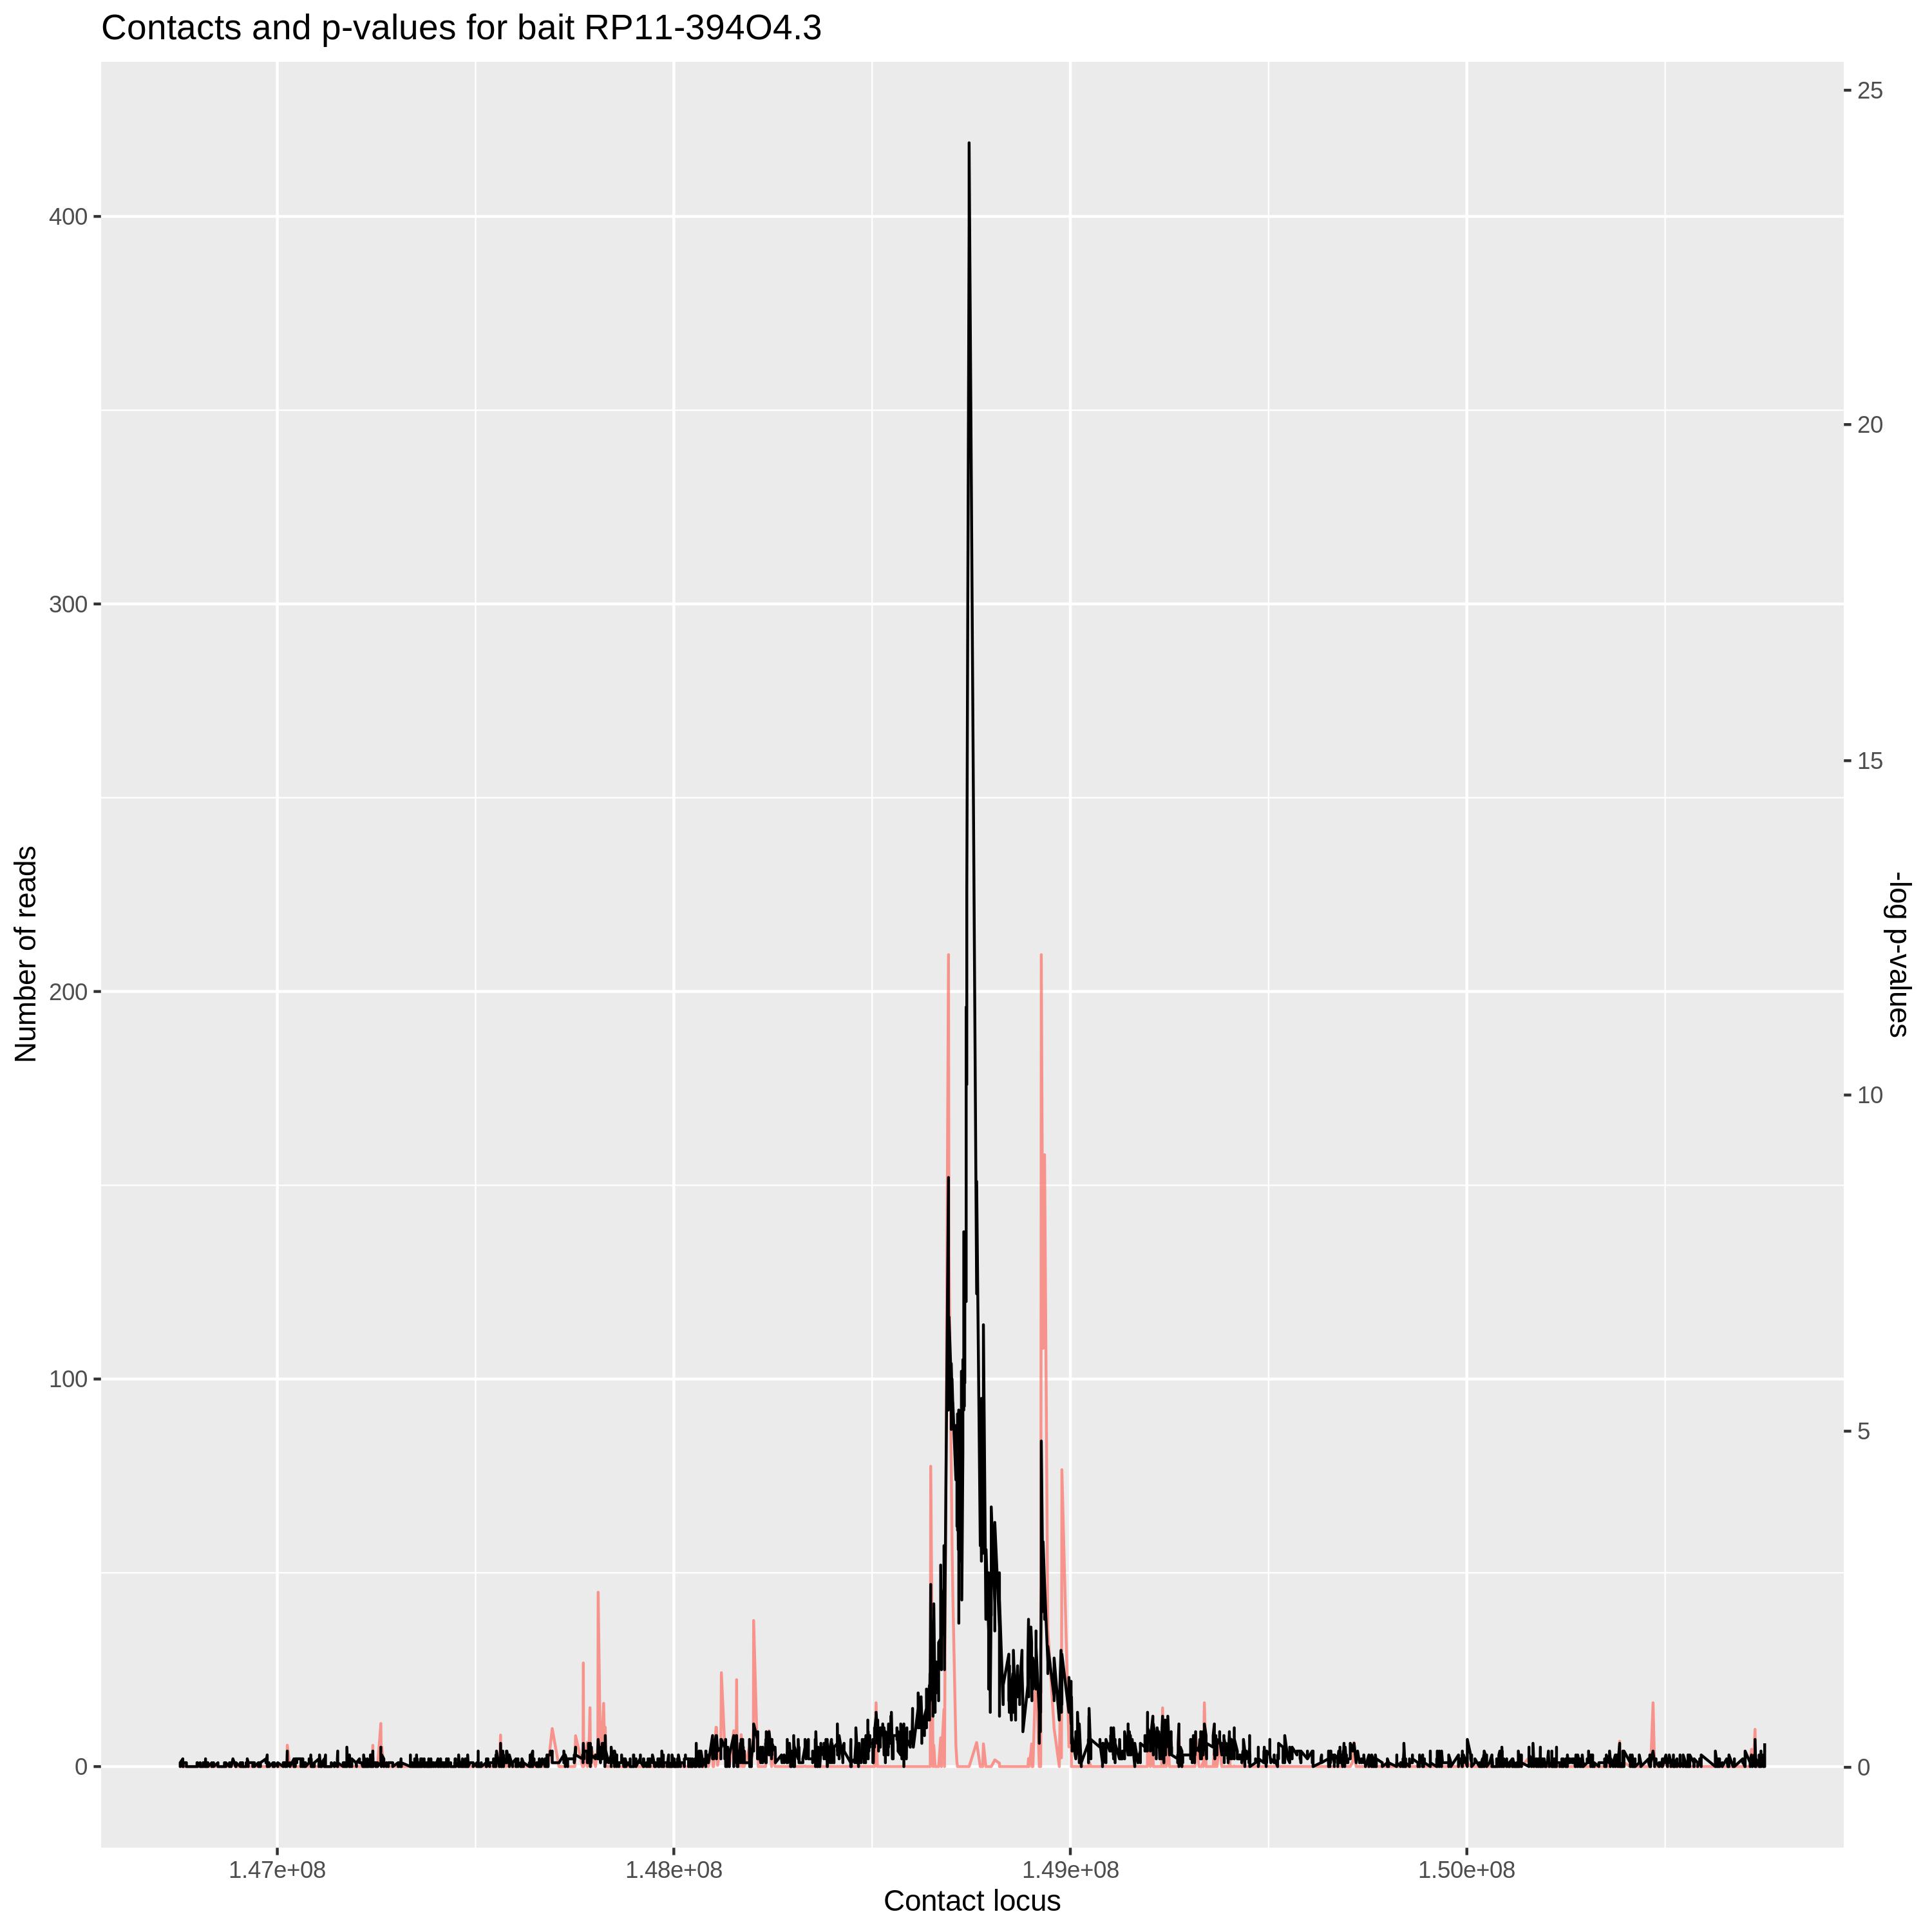 Contacts and p-values for bait RP11-394O4.3
400
300
200
100
0
Number of reads
25
20
15
10
5
0
-log p-values
1.47e+08
1.48e+08
1.49e+08
1.50e+08
Contact locus